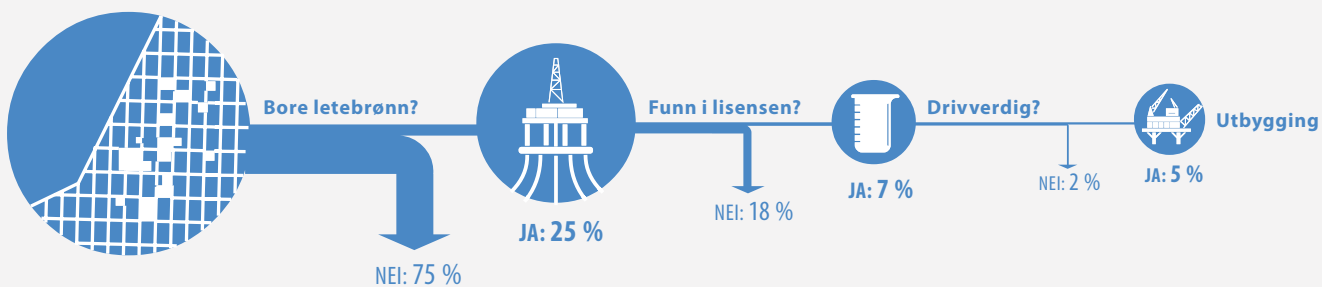 Bore letebrønn?
NEI: 75 %
JA: 25 %
Funn i lisensen?
NEI: 18 %
JA: 7 %
Drivverdig?
NEI: 2 %
JA: 5 %
Utbygging